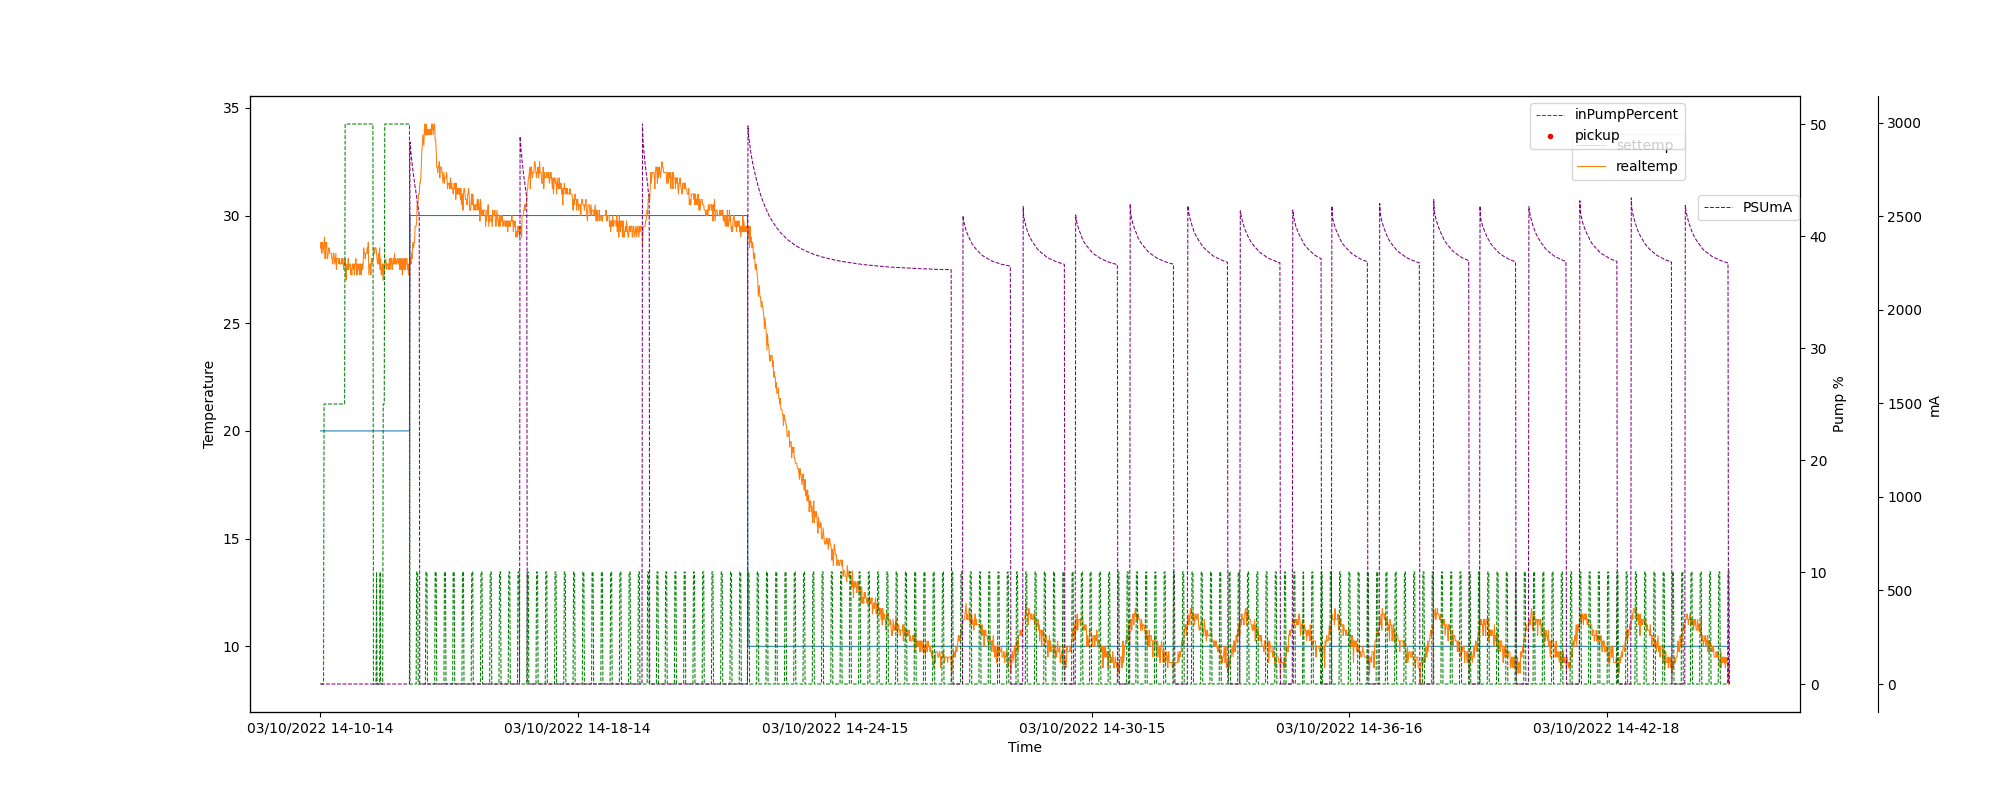 inPumpPercent
pickup
settemp
realtemp
PSUmA
35
30
25
20
15
10
Temperature
50
40
30
20
10
0
Pump %
3000
2500
2000
1500
1000
500
0
mA
03/10/2022 14-10-14
03/10/2022 14-18-14
03/10/2022 14-24-15
03/10/2022 14-30-15
03/10/2022 14-36-16
03/10/2022 14-42-18
Time